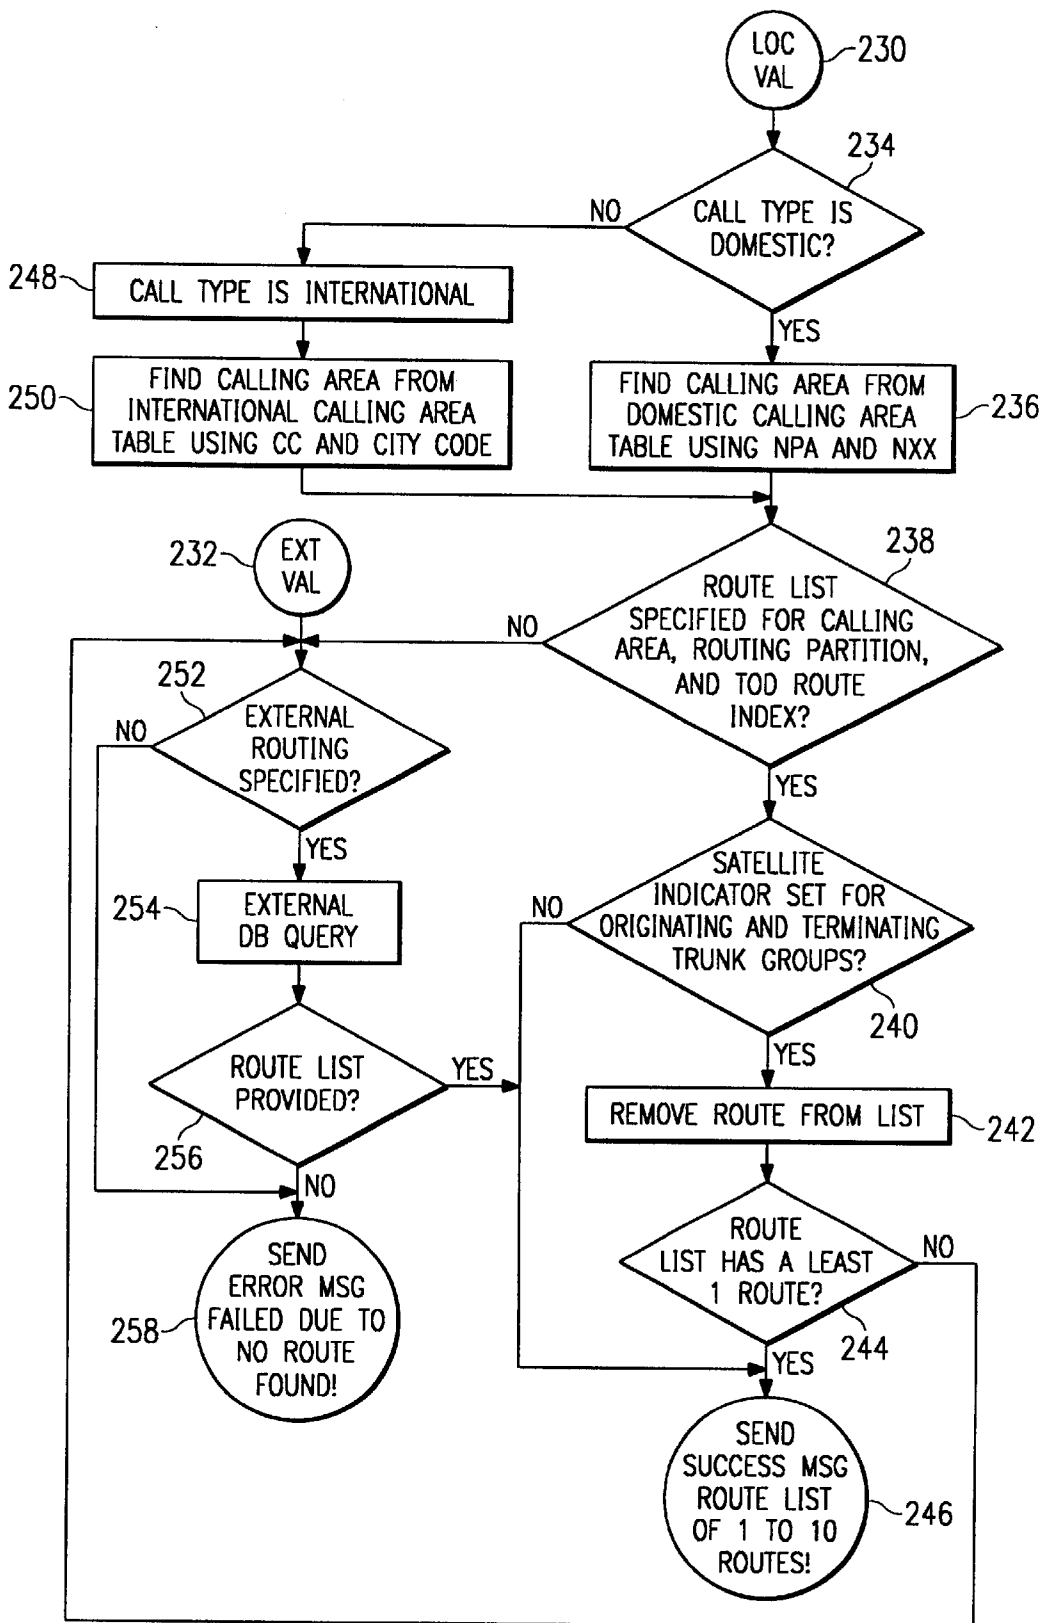 LOC
VAL
230
234
CALL TYPE IS
DOMESTIC?
NO
YES
248
CALL TYPE IS INTERNATIONAL
250
FIND CALLING AREA FROM
INTERNATIONAL CALLING AREA
TABLE USING CC AND CITY CODE
FIND CALLING AREA FROM
DOMESTIC CALLING AREA
TABLE USING NPA AND NXX
236
232
EXT
VAL
238
ROUTE LIST
SPECIFIED FOR CALLING
AREA, ROUTING PARTITION,
AND TOD ROUTE
INDEX?
NO
YES
252
NO
EXTERNAL
ROUTING
SPECIFIED?
YES
254
EXTERNAL
DB QUERY
NO
SATELLITE
INDICATOR SET FOR
ORIGINATING AND TERMINATING
TRUNK GROUPS?
240
YES
ROUTE LIST
PROVIDED?
YES
256
NO
REMOVE ROUTE FROM LIST
242
ROUTE
LIST HAS A LEAST
1 ROUTE?
NO
244
YES
258
SEND
ERROR MSG
FAILED DUE TO
NO ROUTE
FOUND!
SEND
SUCCESS MSG
ROUTE LIST
OF 1 TO 10
ROUTES!
246